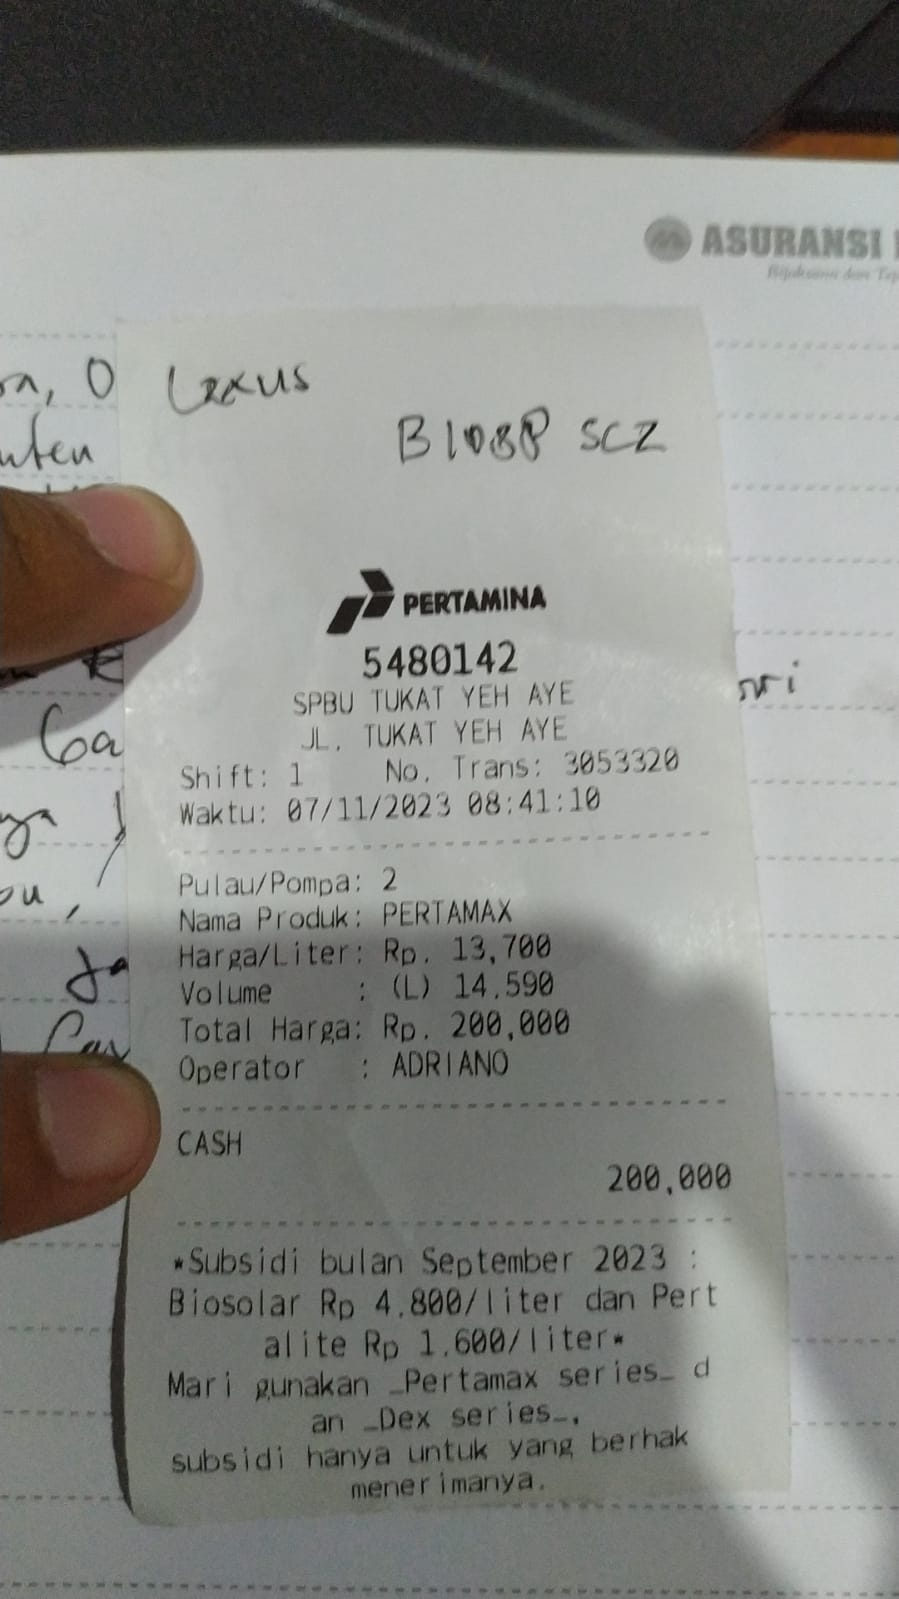 ASURANSI
Lexus
B 1088 SCZ
PERTAMINA
5480142
SPBU TUKAT YEH AYE
JL. TUKAT YEH AYE
Shift: 1 No. Trans: 3053320
Waktu: 07/11/2023 08:41:10
Pulau/Pompa: 2
Nama Produk: PERTAMAX
Harga/Liter: Rp. 13,700
Volume : (L) 14.590
Total Harga: Rp. 200,000
Operator : ADRIANO
CASH
200,000
*Subsidi bulan September 2023 :
Biosolar Rp 4.800/liter dan Pert
alite Rp 1.600/liter*
Mari gunakan _Pertamax series_ d
an _Dex series_.
subsidi hanya untuk yang berhak
menerimanya.